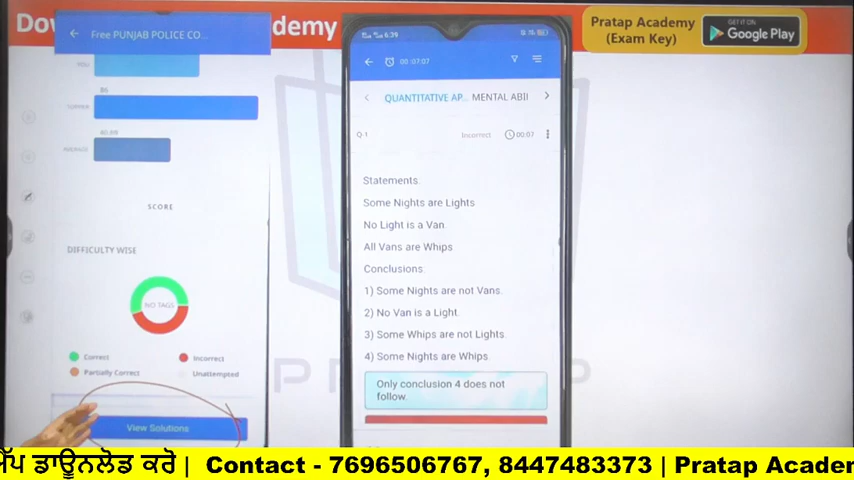 Dow
demy
Pratap Academy
(Exam Key)
GET IT ON
Google Play
Free PUNJAB POLICE CO...
YOU
86
TOPPER
40.69
AVERAGE
SCORE
DIFFICULTY WISE
NO TAGS
Correct
Incorrect
Partially Correct
Unattempted
View Solutions
6:39
00:07:07
QUANTITATIVE AP...
MENTAL ABII
Q-1
Incorrect
00:07
Statements.
Some Nights are Lights
No Light is a Van.
All Vans are Whips
Conclusions:
1) Some Nights are not Vans.
2) No Van is a Light.
3) Some Whips are not Lights.
4) Some Nights are Whips.
Only conclusion 4 does not
follow.
ਐੱਪ ਡਾਊਨਲੋਡ ਕਰੋ | Contact - 7696506767, 8447483373 | Pratap Academ